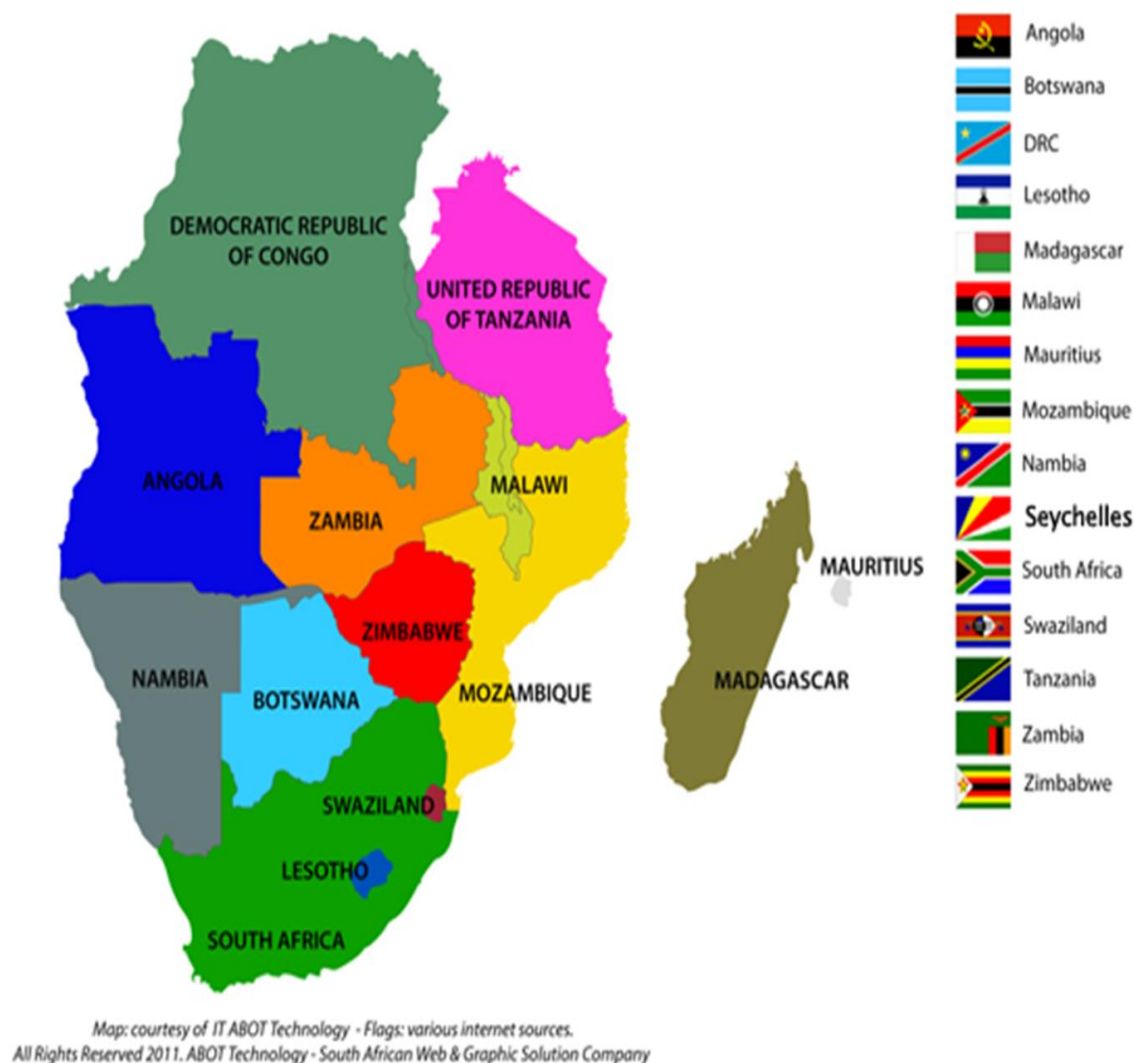 DEMOCRATIC REPUBLIC
OF CONGO
UNITED REPUBLIC
OF TANZANIA
ANGOLA
ZAMBIA
MALAWI
MAURITIUS
ZIMBABWE
NAMBIA
BOTSWANA
MOZAMBIQUE
MADAGASCAR
SWAZILAND
LESOTHO
SOUTH AFRICA
Angola
Botswana
DRC
Lesotho
Madagascar
Malawi
Mauritius
Mozambique
Nambia
Seychelles
South Africa
Swaziland
Tanzania
Zambia
Zimbabwe
Map: courtesy of IT ABOT Technology - Flags: various internet sources.
All Rights Reserved 2011. ABOT Technology - South African Web & Graphic Solution Company